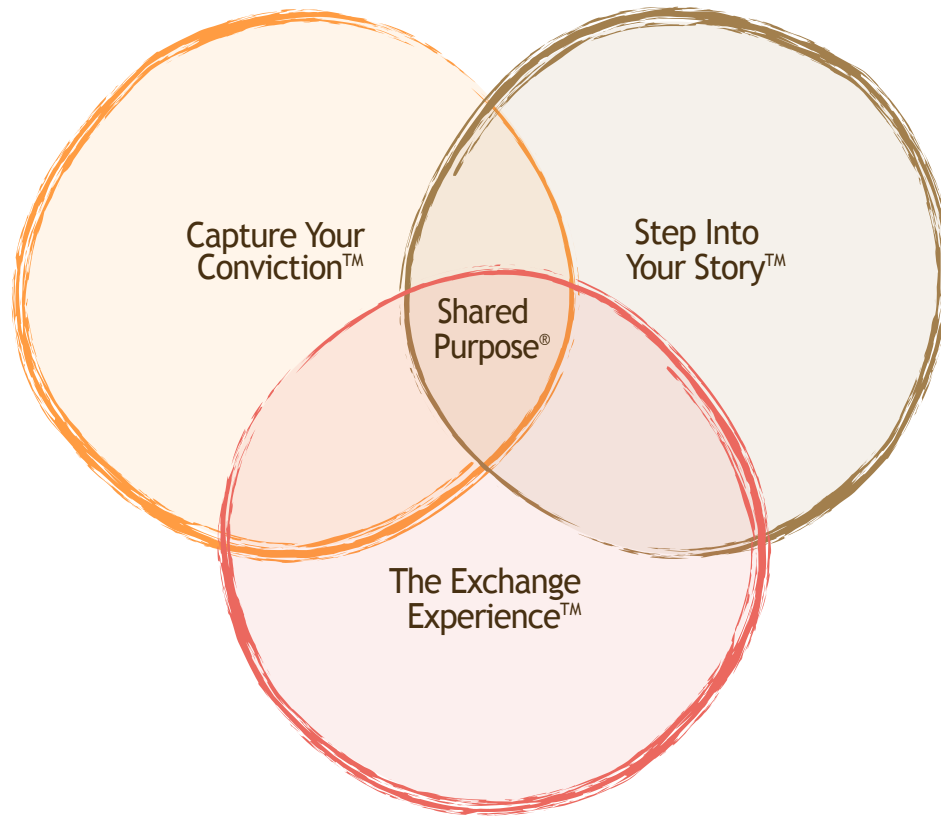 Capture Your
Conviction™
Step Into
Your Story™
Shared
Purpose®
The Exchange
Experience™